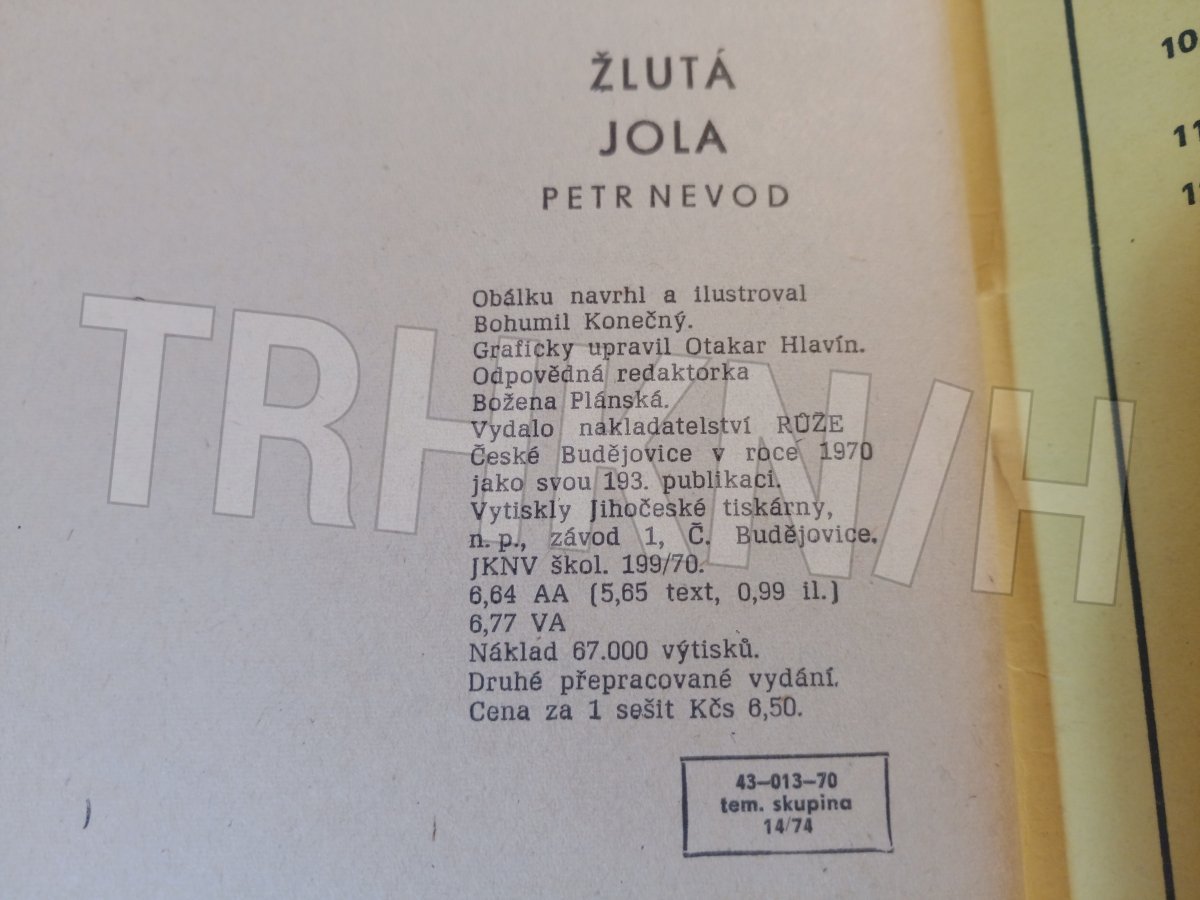 ŽLUTÁ
JOLA
PETR NEVOD
Obálku navrhl a ilustroval
Bohumil Konečný.
Graficky upravil Otakar Hlavín.
Odpovědná redaktorka
Božena Plánská.
Vydalo nakladatelství RŮŽE
České Budějovice v roce 1970
jako svou 193. publikaci.
Vytiskly Jihočeské tiskárny,
n. p., závod 1, Č. Budějovice.
JKNV škol. 199/70.
6,64 AA (5,65 text, 0,99 il.)
6,77 VA
Náklad 67.000 výtisků.
Druhé přepracované vydání.
Cena za 1 sešit Kčs 6,50.
43—013—70
tem. skupina
14/74
TRHKNIH
10
11